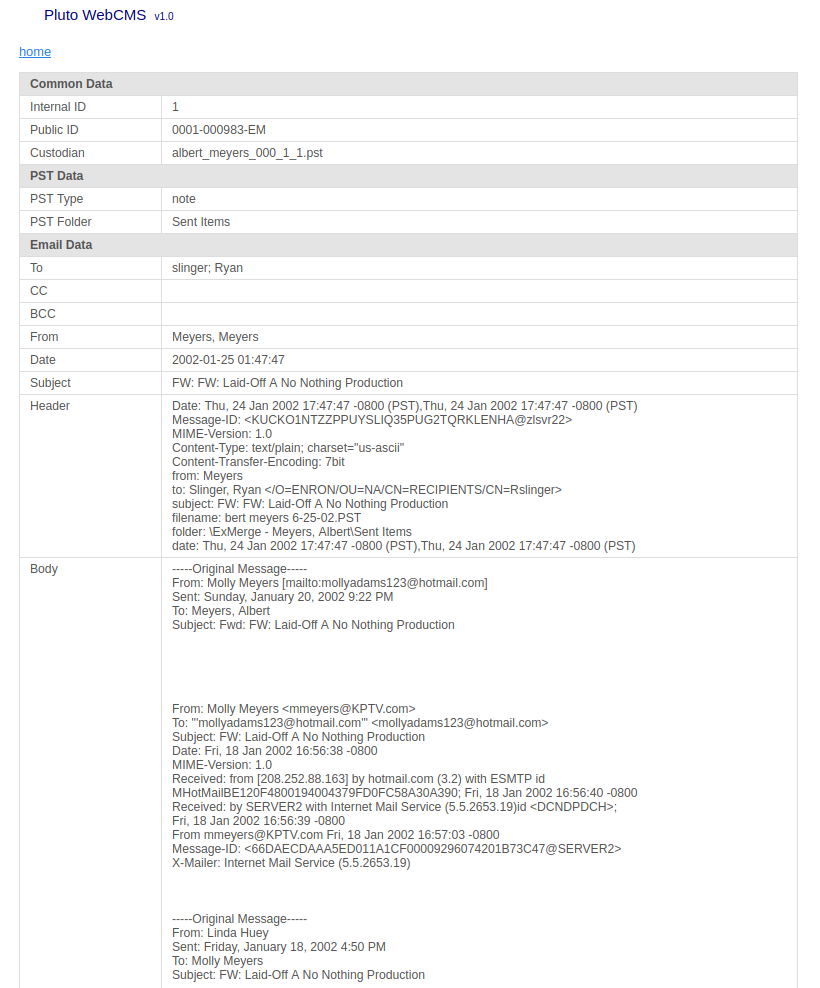 Pluto WebCMS v1.0
home
Common Data
Internal ID 1
Public ID 0001-000983-EM
Custodian albert_meyers_000_1_1.pst
PST Data
PST Type note
PST Folder Sent Items
Email Data
To slinger; Ryan
CC
BCC
From Meyers, Meyers
Date 2002-01-25 01:47:47
Subject FW: FW: Laid-Off A No Nothing Production
Header Date: Thu, 24 Jan 2002 17:47:47 -0800 (PST),Thu, 24 Jan 2002 17:47:47 -0800 (PST)
Message-ID: <KUCKO1NTZZPPUYSLIQ35PUG2TQRKLENHA@zlsvr22>
MIME-Version: 1.0
Content-Type: text/plain; charset="us-ascii"
Content-Transfer-Encoding: 7bit
from: Meyers
to: Slinger, Ryan </O=ENRON/OU=NA/CN=RECIPIENTS/CN=Rslinger>
subject: FW: FW: Laid-Off A No Nothing Production
filename: bert meyers 6-25-02.PST
folder: \ExMerge - Meyers, Albert\Sent Items
date: Thu, 24 Jan 2002 17:47:47 -0800 (PST),Thu, 24 Jan 2002 17:47:47 -0800 (PST)
Body -----Original Message-----
From: Molly Meyers [mailto:mollyadams123@hotmail.com]
Sent: Sunday, January 20, 2002 9:22 PM
To: Meyers, Albert
Subject: Fwd: FW: Laid-Off A No Nothing Production
From: Molly Meyers <mmeyers@KPTV.com>
To: "'mollyadams123@hotmail.com'" <mollyadams123@hotmail.com>
Subject: FW: Laid-Off A No Nothing Production
Date: Fri, 18 Jan 2002 16:56:38 -0800
MIME-Version: 1.0
Received: from [208.252.88.163] by hotmail.com (3.2) with ESMTP id
MHotMailBE120F4800194004379FD0FC58A30A390; Fri, 18 Jan 2002 16:56:40 -0800
Received: by SERVER2 with Internet Mail Service (5.5.2653.19)id <DCNDPDCH>;
Fri, 18 Jan 2002 16:56:39 -0800
From mmeyers@KPTV.com Fri, 18 Jan 2002 16:57:03 -0800
Message-ID: <66DAECDAAA5ED011A1CF00009296074201B73C47@SERVER2>
X-Mailer: Internet Mail Service (5.5.2653.19)
-----Original Message-----
From: Linda Huey
Sent: Friday, January 18, 2002 4:50 PM
To: Molly Meyers
Subject: FW: Laid-Off A No Nothing Production